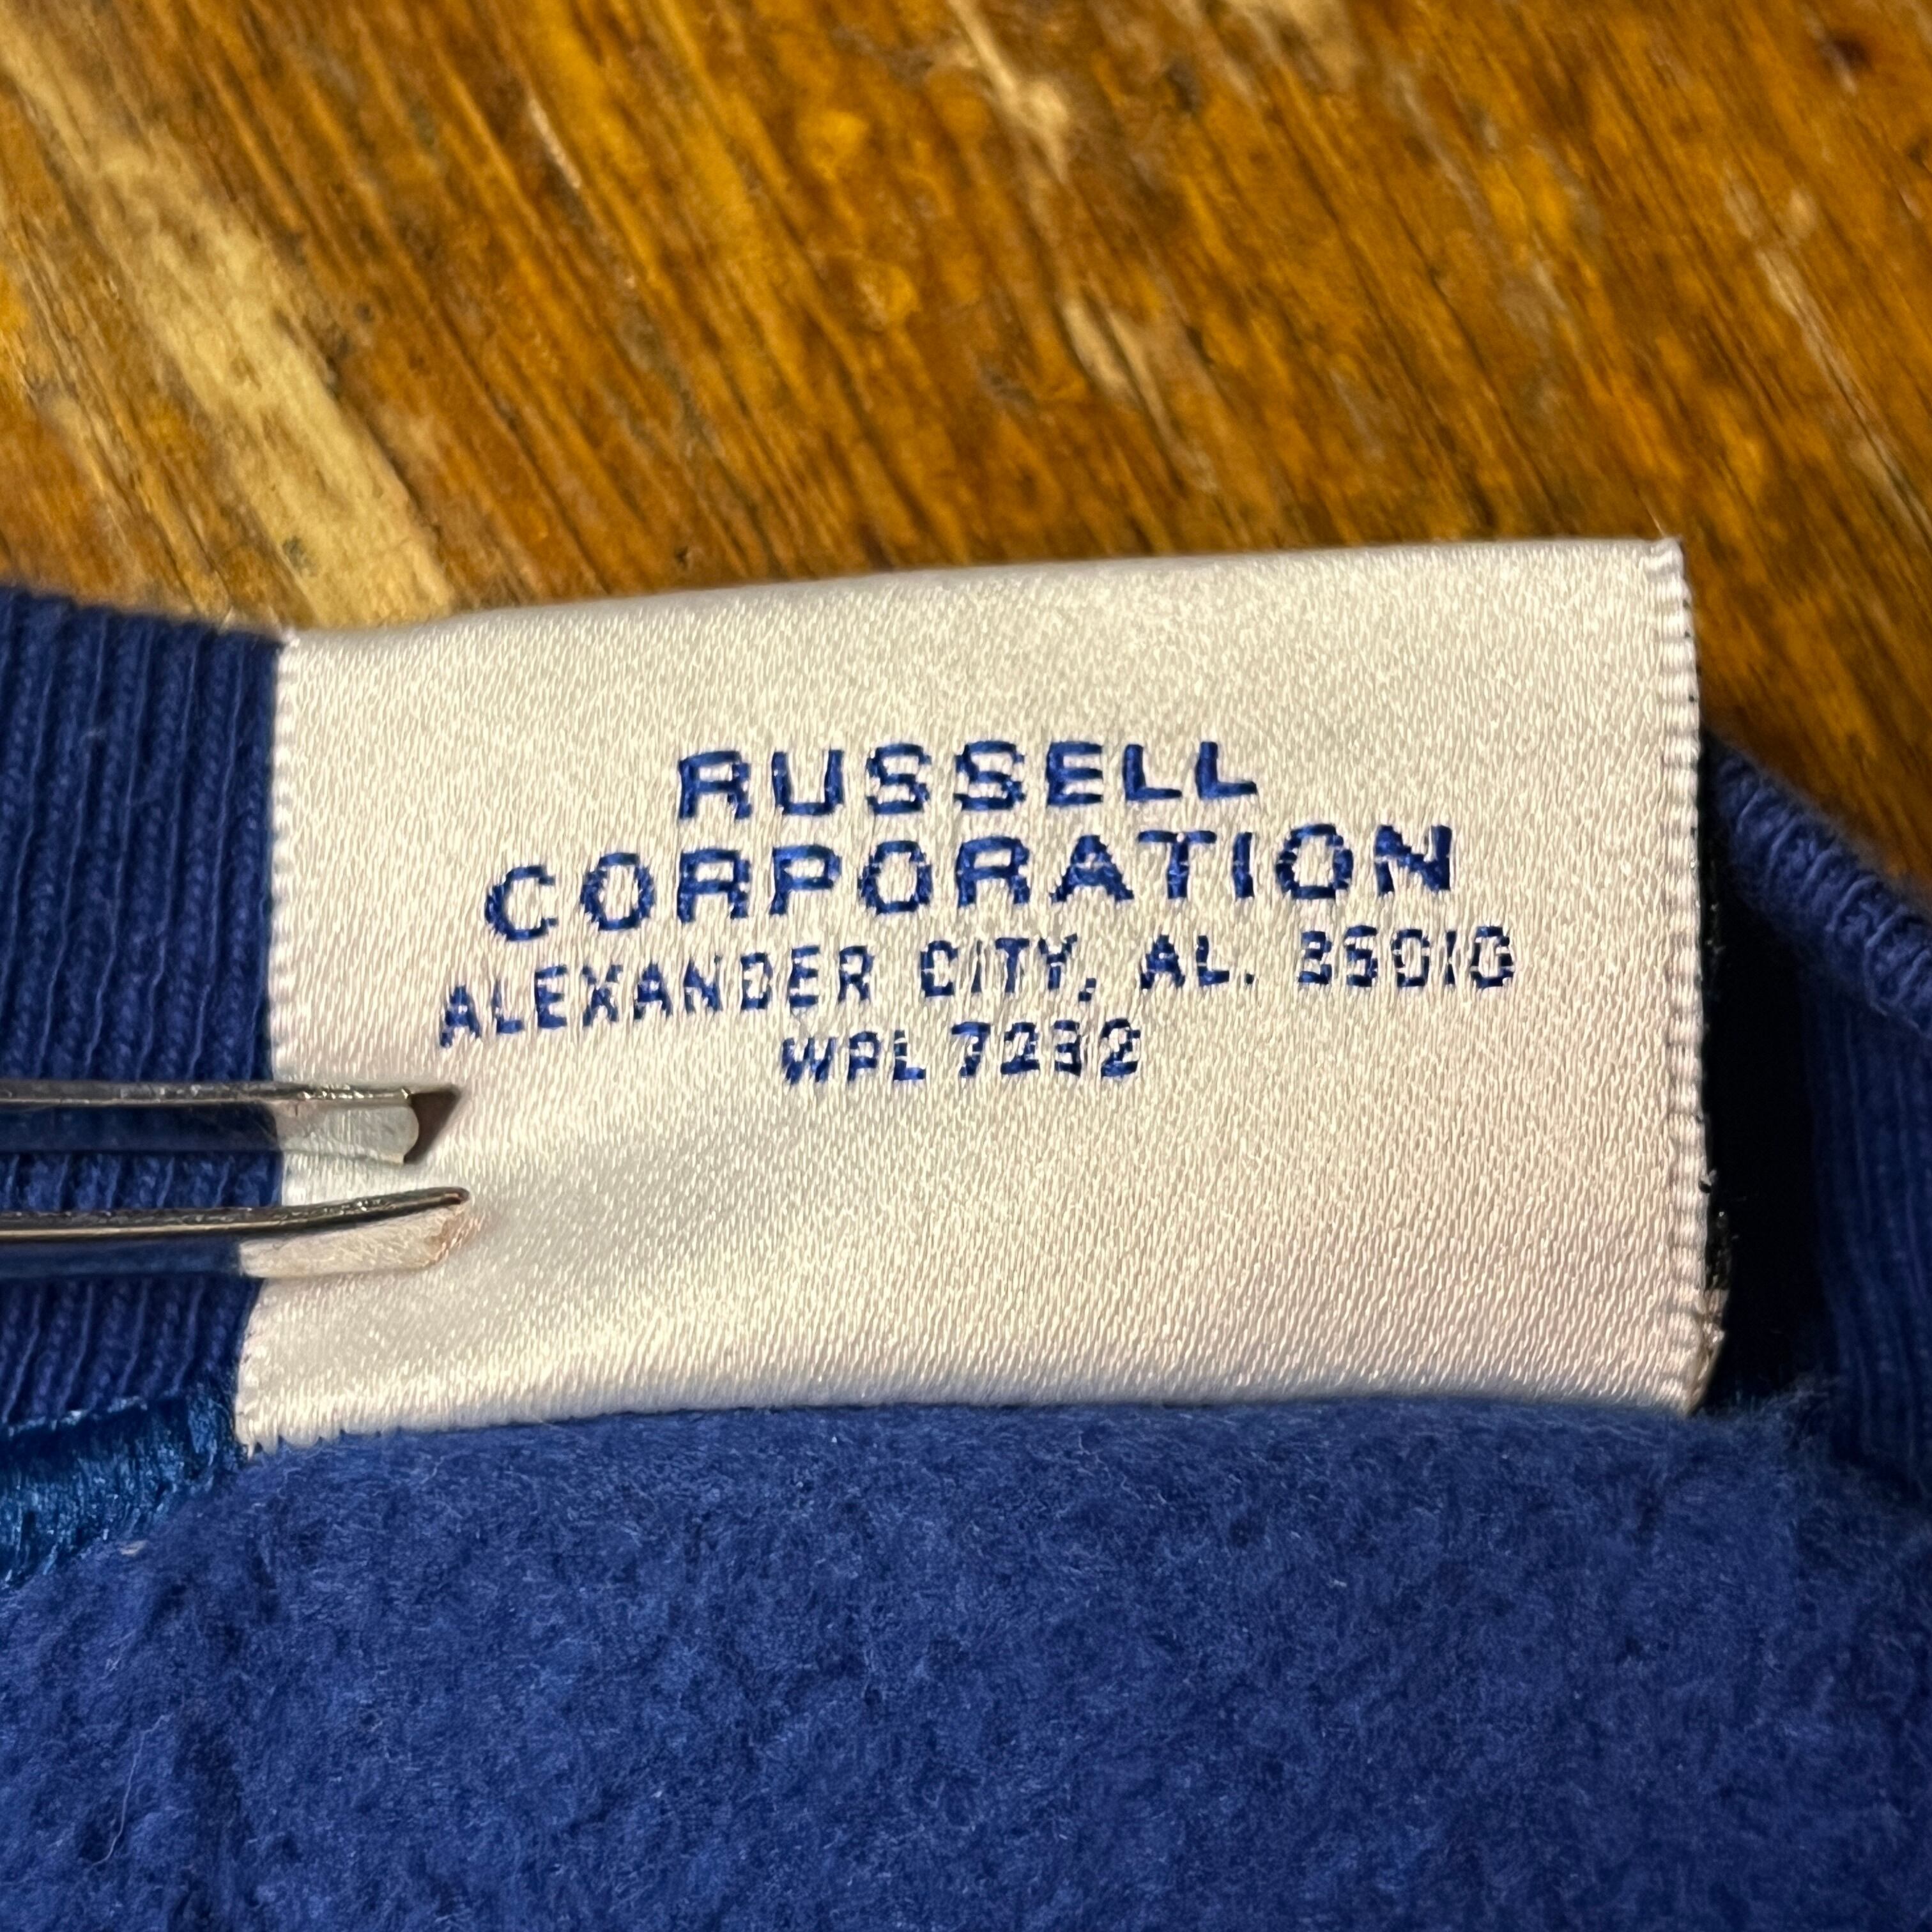 RUSSELL
CORPORATION
ALEXANDER CITY, AL. 35010
WPL 7232